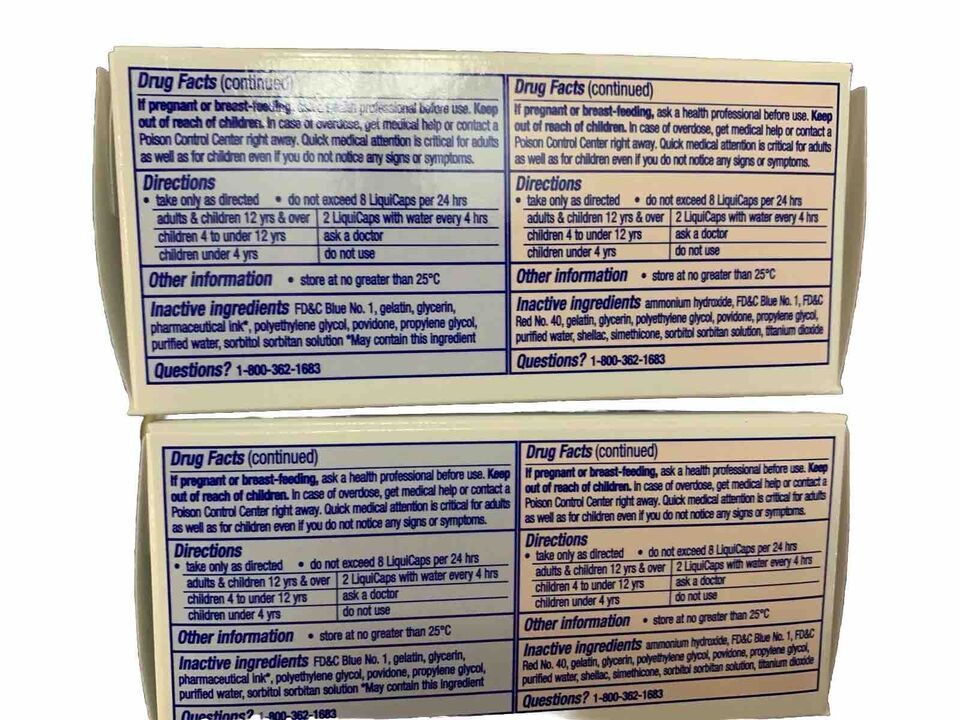 Drug Facts (continued)
If pregnant or breast-feeding, health professional before use. Keep
out of reach of children. In case of overdose, get medical help or contact a
Poison Control Center right away. Quick medical attention is critical for adults
as well as for children even if you do not notice any signs or symptoms.
Directions
• take only as directed • do not exceed 8 LiquiCaps per 24 hrs
adults & children 12 yrs & over 2 LiquiCaps with water every 4 hrs
children 4 to under 12 yrs ask a doctor
children under 4 yrs do not use
Other information • store at no greater than 25°C
Inactive ingredients FD&C Blue No. 1, gelatin, glycerin,
pharmaceutical ink*, polyethylene glycol, povidone, propylene glycol,
purified water, sorbitol sorbitan solution *May contain this ingredient
Questions? 1-800-362-1683
Drug Facts (continued)
If pregnant or breast-feeding, ask a health professional before use. Keep
out of reach of children. In case of overdose, get medical help or contact a
Poison Control Center right away. Quick medical attention is critical for adults
as well as for children even if you do not notice any signs or symptoms.
Directions
• take only as directed • do not exceed 8 LiquiCaps per 24 hrs
adults & children 12 yrs & over 2 LiquiCaps with water every 4 hrs
children 4 to under 12 yrs ask a doctor
children under 4 yrs do not use
Other information • store at no greater than 25°C
Inactive ingredients ammonium hydroxide, FD&C Blue No. 1, FD&C
Red No. 40, gelatin, glycerin, polyethylene glycol, povidone, propylene glycol,
purified water, shellac, simethicone, sorbitol sorbitan solution, titanium dioxide
Questions? 1-800-362-1683
Drug Facts (continued)
If pregnant or breast-feeding, ask a health professional before use. Keep
out of reach of children. In case of overdose, get medical help or contact a
Poison Control Center right away. Quick medical attention is critical for adults
as well as for children even if you do not notice any signs or symptoms.
Directions
• take only as directed • do not exceed 8 LiquiCaps per 24 hrs
adults & children 12 yrs & over 2 LiquiCaps with water every 4 hrs
children 4 to under 12 yrs ask a doctor
children under 4 yrs do not use
Other information • store at no greater than 25°C
Inactive ingredients FD&C Blue No. 1, gelatin, glycerin,
pharmaceutical ink*, polyethylene glycol, povidone, propylene glycol,
purified water, sorbitol sorbitan solution *May contain this ingredient
Questions? 1-800-362-1683
Drug Facts (continued)
If pregnant or breast-feeding, ask a health professional before use. Keep
out of reach of children. In case of overdose, get medical help or contact a
Poison Control Center right away. Quick medical attention is critical for adults
as well as for children even if you do not notice any signs or symptoms.
Directions
• take only as directed • do not exceed 8 LiquiCaps per 24 hrs
adults & children 12 yrs & over 2 LiquiCaps with water every 4 hrs
children 4 to under 12 yrs ask a doctor
children under 4 yrs do not use
Other information • store at no greater than 25°C
Inactive ingredients ammonium hydroxide, FD&C Blue No. 1, FD&C
Red No. 40, gelatin, glycerin, polyethylene glycol, povidone, propylene glycol,
purified water, shellac, simethicone, sorbitol sorbitan solution, titanium dioxide
Questions? 1-800-362-1683